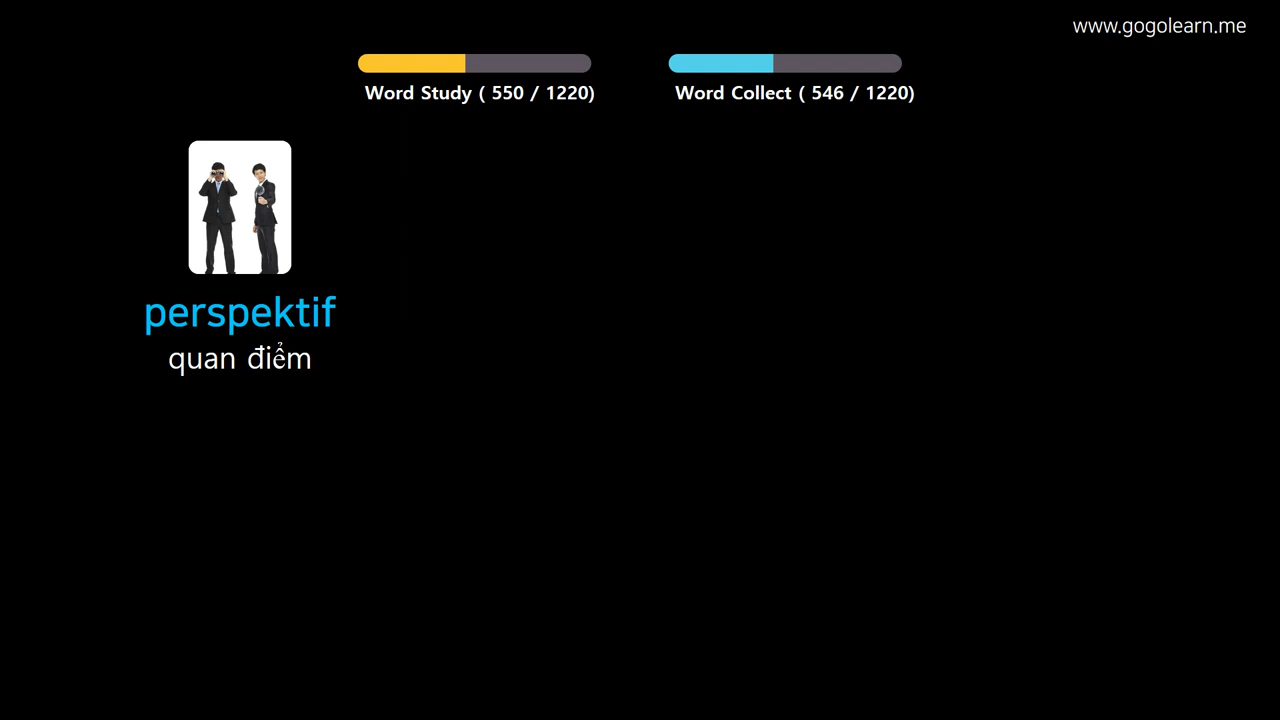 www.gogolearn.me
Word Study ( 550 / 1220)
Word Collect ( 546 / 1220)
perspektif
quan điểm